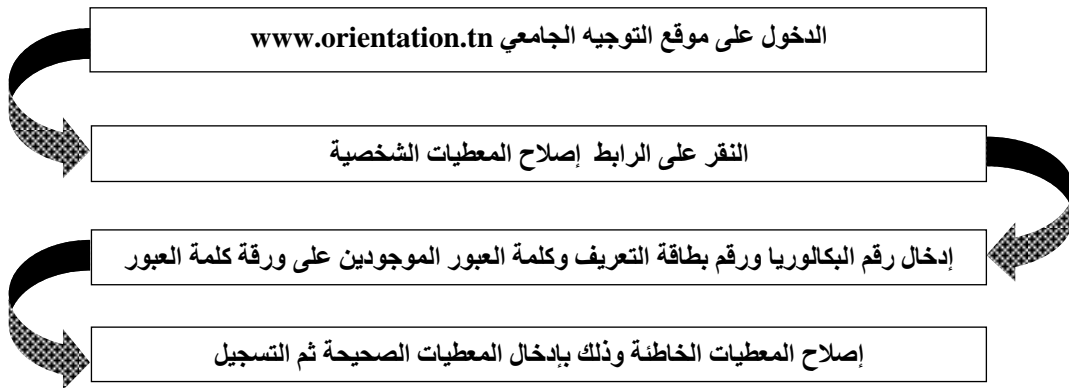 الدخول على موقع التوجيه الجامعي www.orientation.tn
النقر على الرابط إصلاح المعطيات الشخصية
إدخال رقم البكالوريا ورقم بطاقة التعريف وكلمة العبور الموجودين على ورقة كلمة العبور
إصلاح المعطيات الخاطئة وذلك بإدخال المعطيات الصحيحة ثم التسجيل